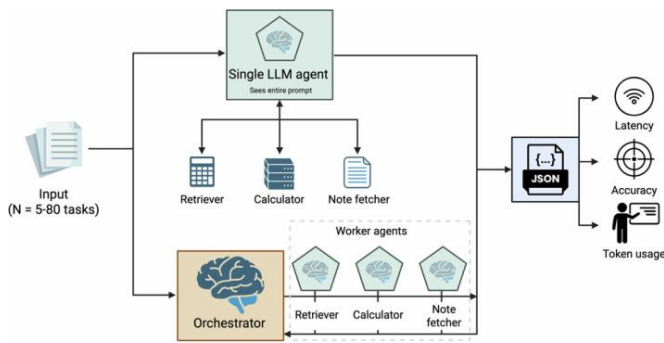 Single LLM agent
Sees entire prompt
Input
(N = 5-80 tasks)
Retriever
Calculator
Note fetcher
{...}
JSON
Latency
Accuracy
Token usage
Worker agents
Orchestrator
Retriever
Calculator
Note
fetcher